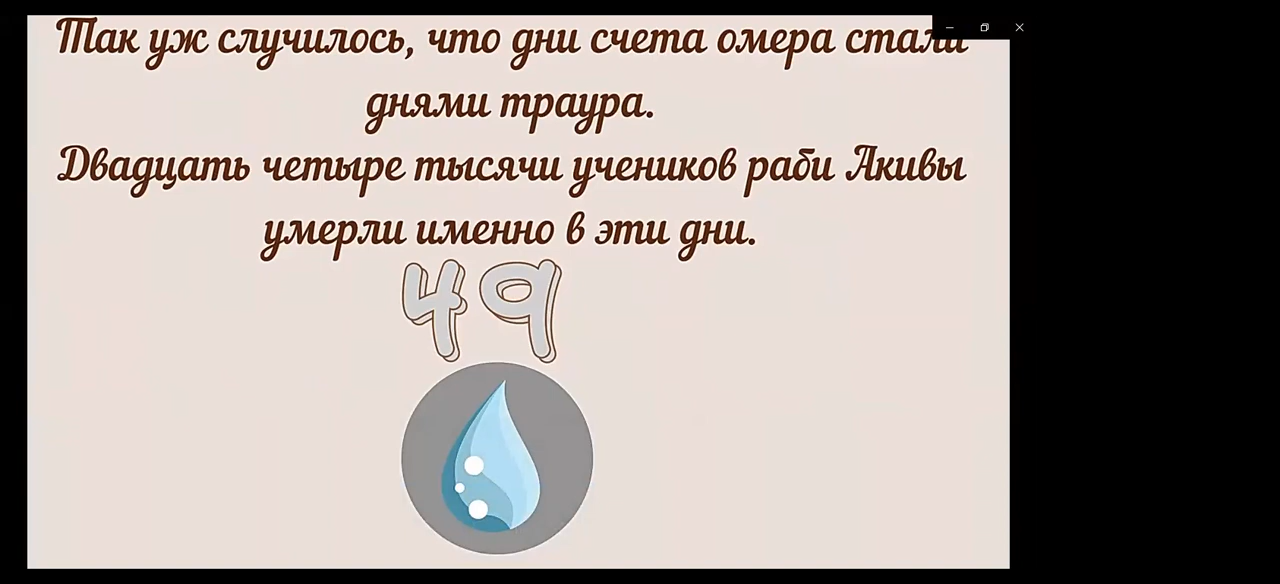 Так уж случилось, что дни счета омера стали
днями траура.
Двадцать четыре тысячи учеников раби Акивы
умерли именно в эти дни.
49